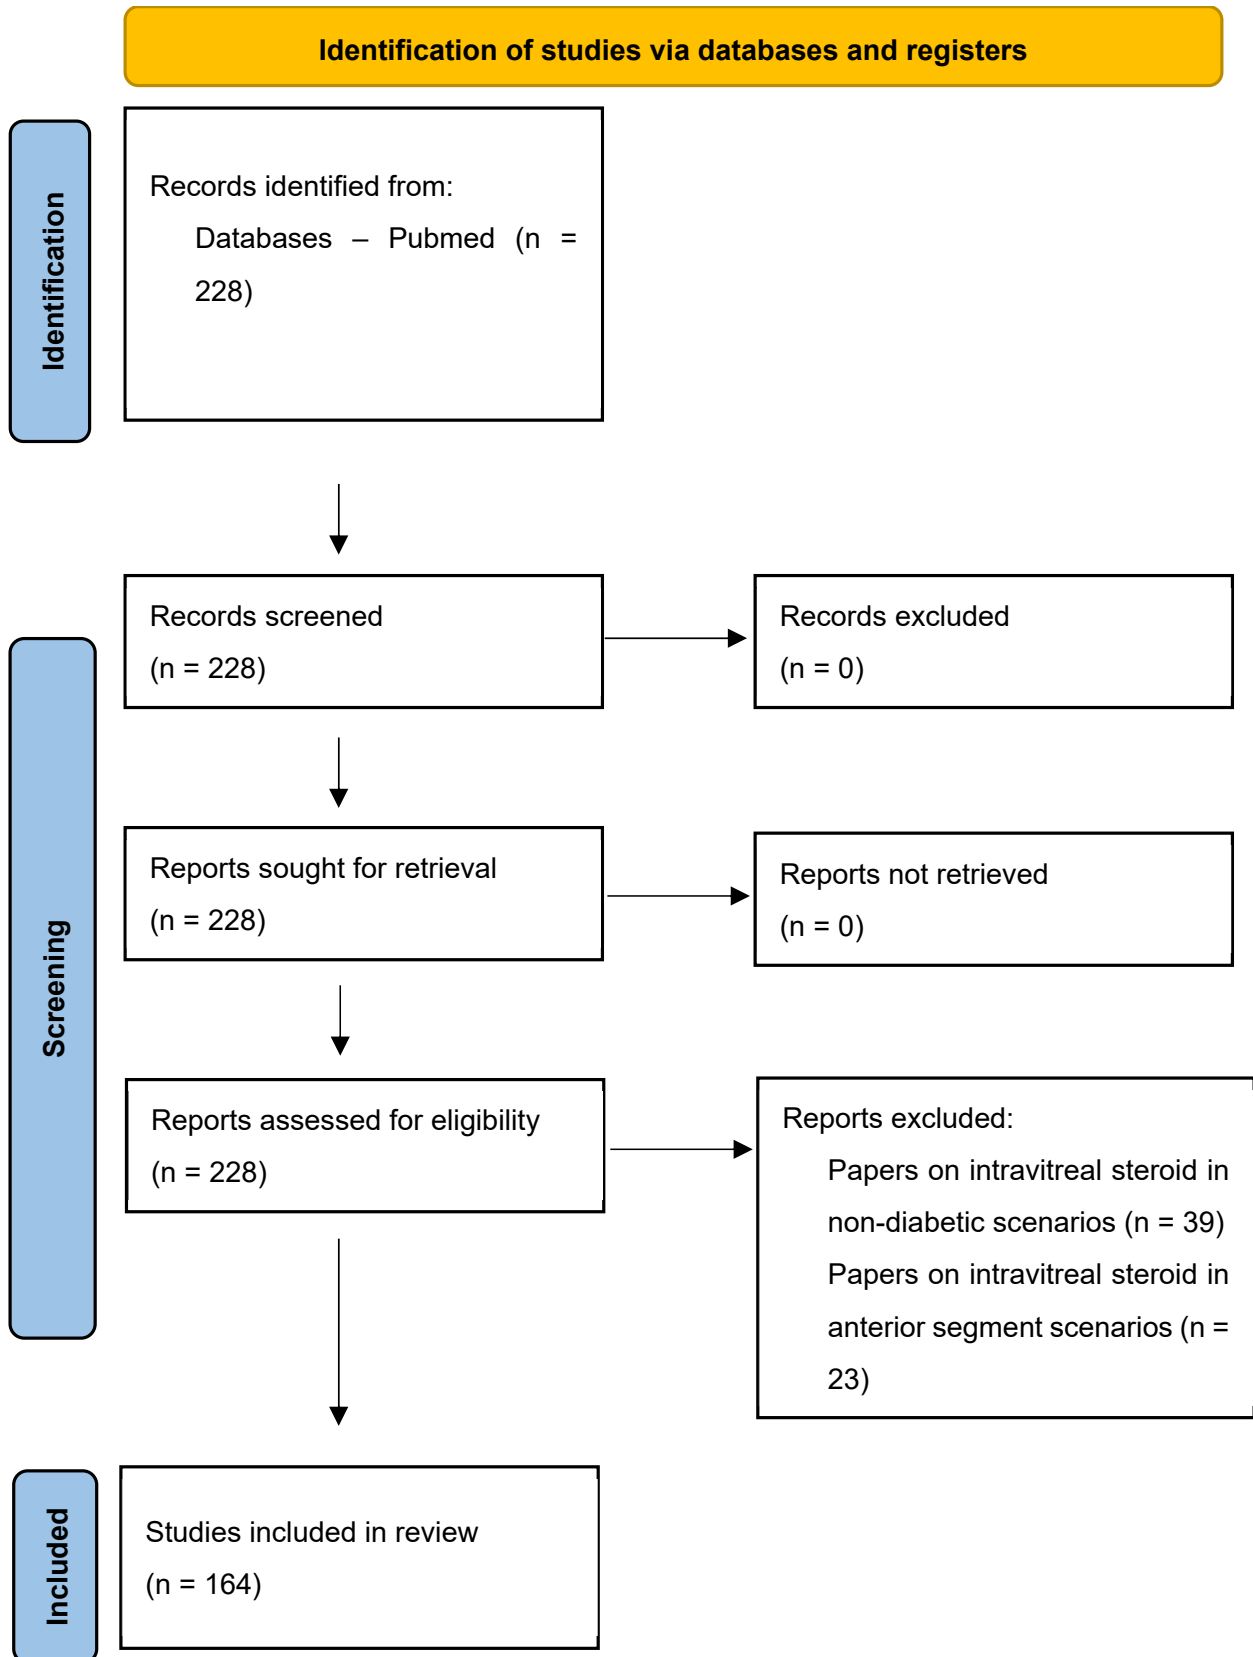 Identification of studies via databases and registers
Identification
Records identified from:
Databases – Pubmed (n =
228)
Screening
Records screened
(n = 228)
Records excluded
(n = 0)
Reports sought for retrieval
(n = 228)
Reports not retrieved
(n = 0)
Reports assessed for eligibility
(n = 228)
Reports excluded:
Papers on intravitreal steroid in
non-diabetic scenarios (n = 39)
Papers on intravitreal steroid in
anterior segment scenarios (n =
23)
Included
Studies included in review
(n = 164)